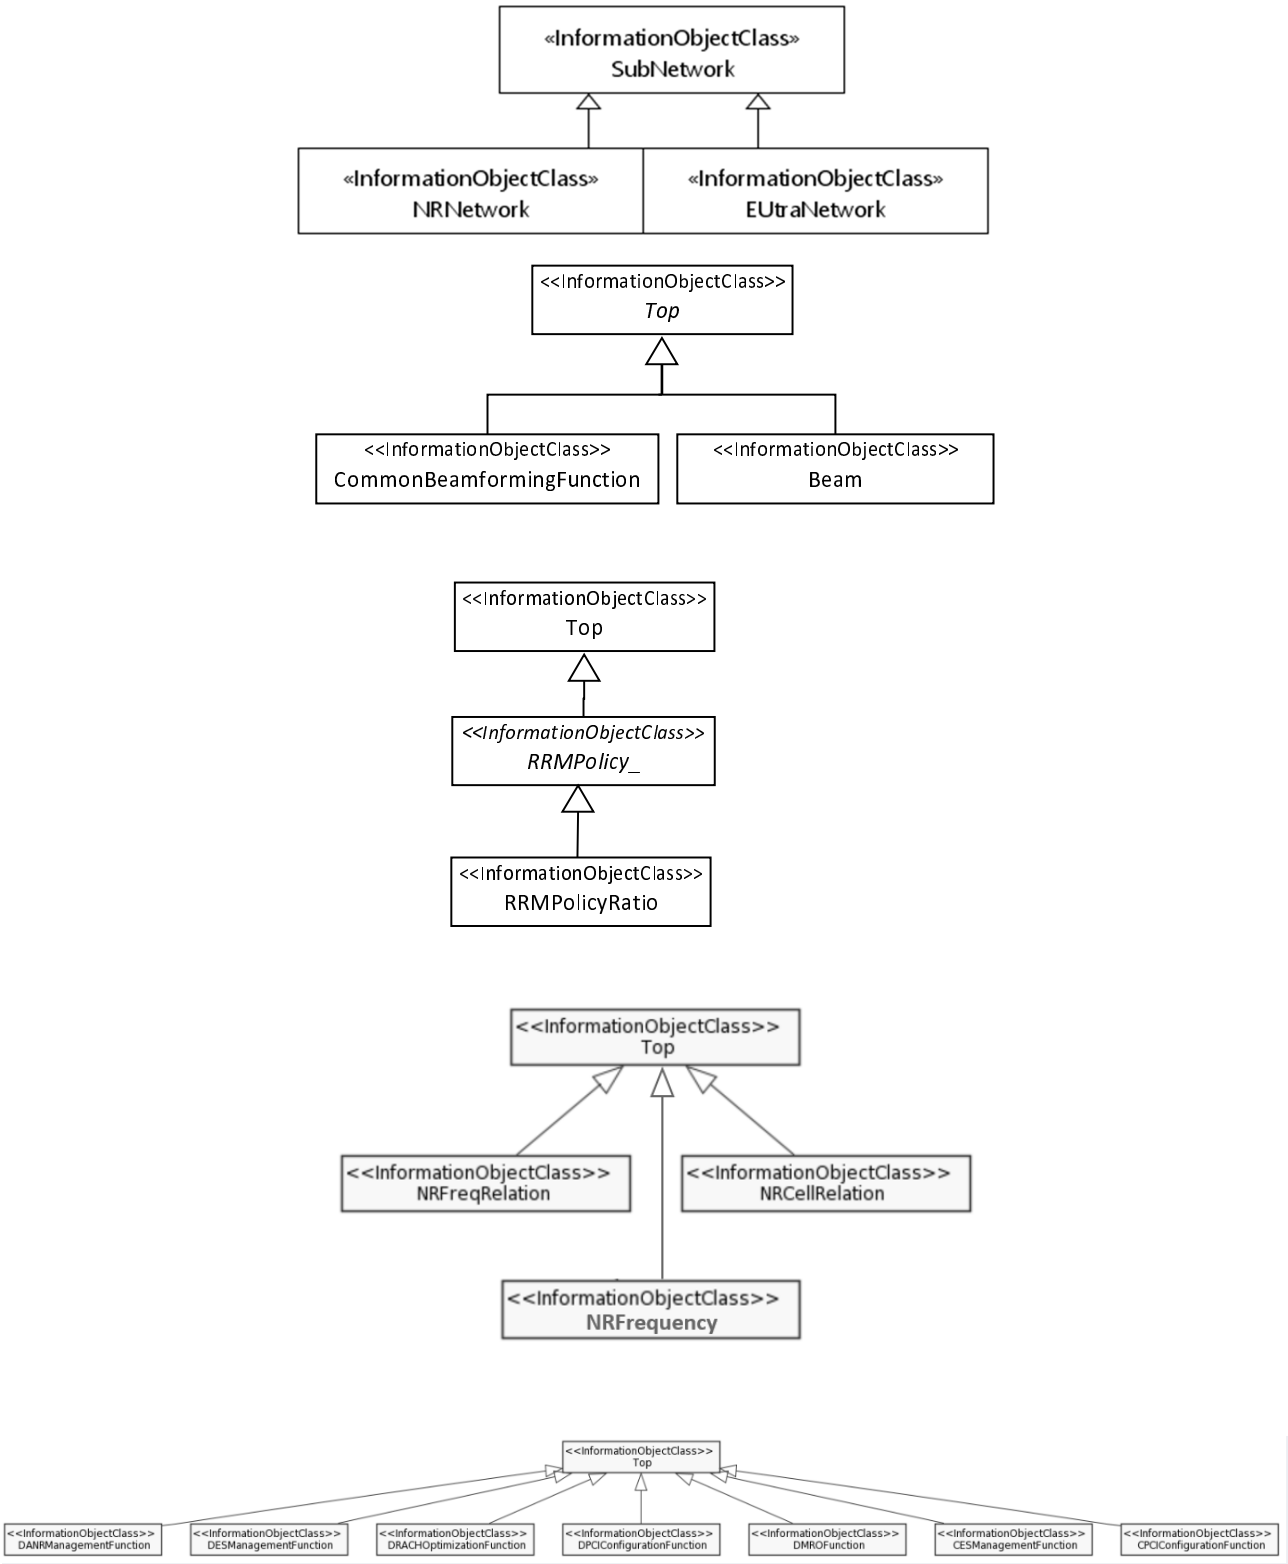 «InformationObjectClass»
SubNetwork
«InformationObjectClass»
NRNetwork
«InformationObjectClass»
EUtraNetwork
<<InformationObjectClass>>
Top
<<InformationObjectClass>>
CommonBeamformingFunction
<<InformationObjectClass>>
Beam
<<InformationObjectClass>>
Top
<<InformationObjectClass>>
RRMPolicy_
<<InformationObjectClass>>
RRMPolicyRatio
<<InformationObjectClass>>
Top
<<InformationObjectClass>>
NRFreqRelation
<<InformationObjectClass>>
NRCellRelation
<<InformationObjectClass>>
NRFrequency
<<InformationObjectClass>>
Top
<<InformationObjectClass>>
DANRManagementFunction
<<InformationObjectClass>>
DESManagementFunction
<<InformationObjectClass>>
DRACHOptimizationFunction
<<InformationObjectClass>>
DPCIConfigurationFunction
<<InformationObjectClass>>
DMROFunction
<<InformationObjectClass>>
CESManagementFunction
<<InformationObjectClass>>
CPCIConfigurationFunction